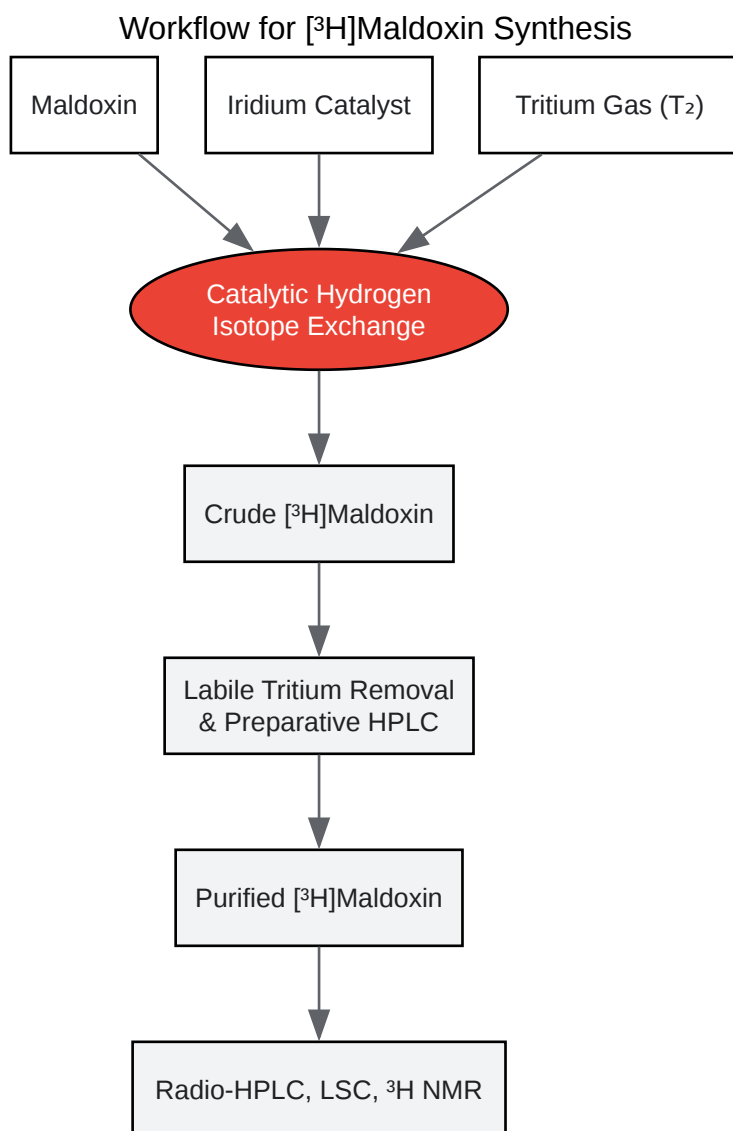 Workflow for [³H]Maldoxin Synthesis
Maldoxin
Iridium Catalyst
Tritium Gas (T₂)
Catalytic Hydrogen
Isotope Exchange
Crude [³H]Maldoxin
Labile Tritium Removal
& Preparative HPLC
Purified [³H]Maldoxin
Radio-HPLC, LSC, ³H NMR